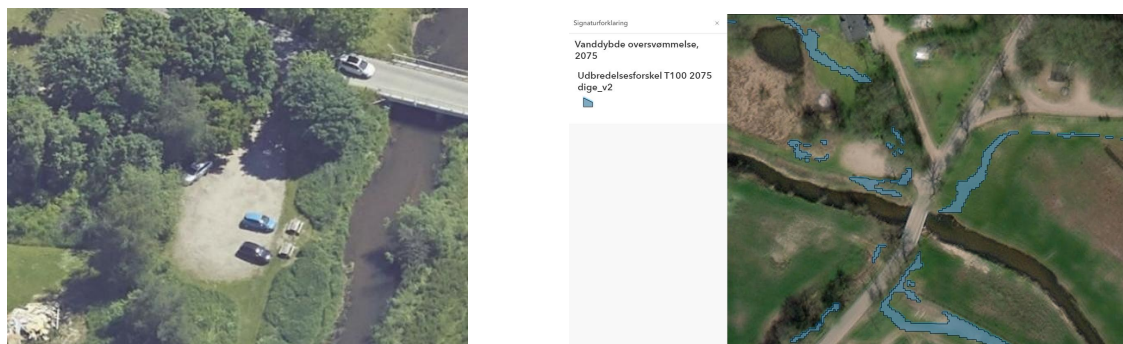 Signaturforklaring ×
Vanddybde oversvømmelse,
2075
Udbredelsesforskel T100 2075
dige_v2